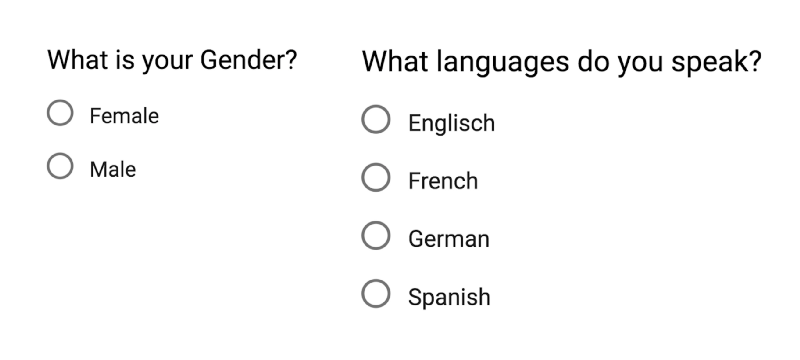 What is your Gender?
Female
Male
What languages do you speak?
Englisch
French
German
Spanish